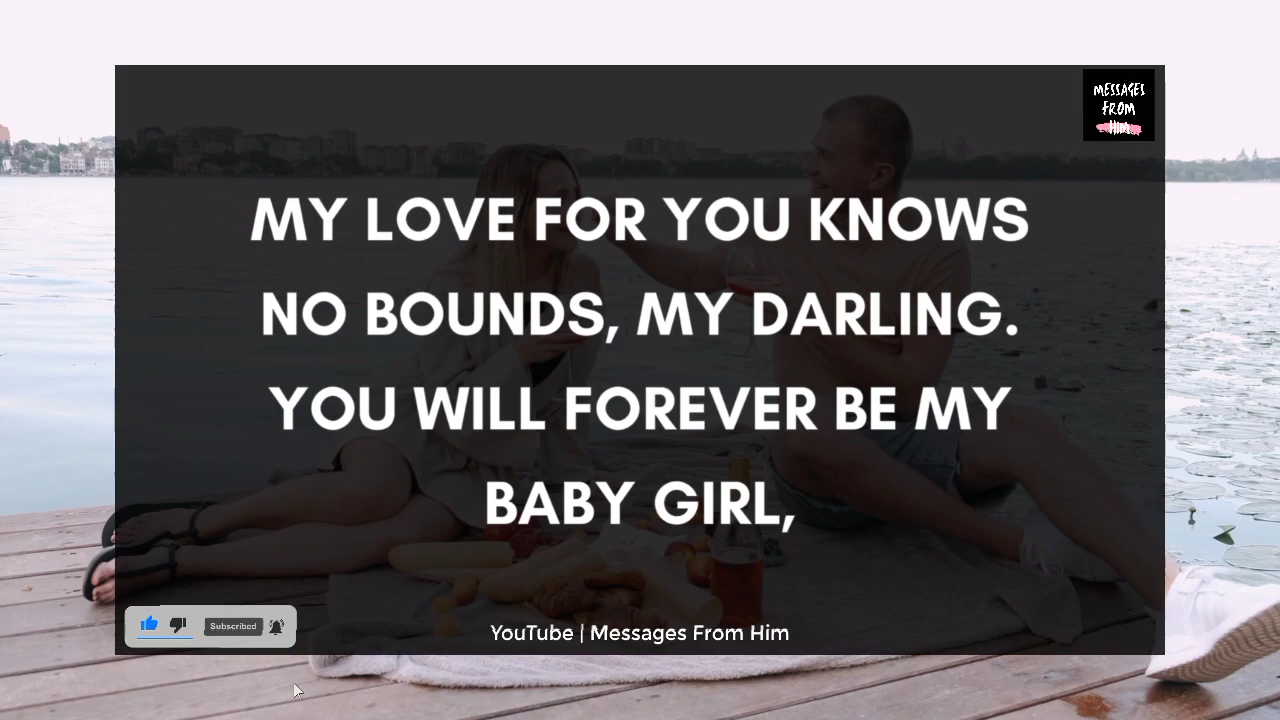 MESSAGES
FROM
HIM
MY LOVE FOR YOU KNOWS
NO BOUNDS, MY DARLING.
YOU WILL FOREVER BE MY
BABY GIRL,
Subscribed
YouTube | Messages From Him